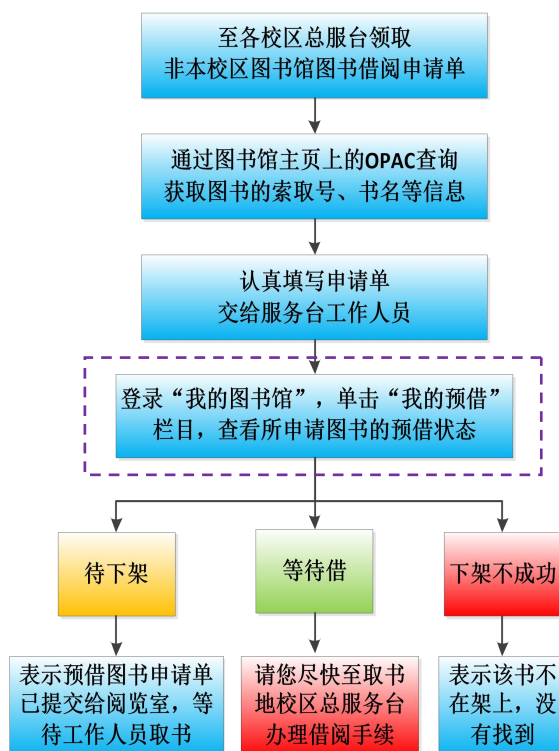 至各校区总服台领取
非本校区图书馆图书借阅申请单
通过图书馆主页上的OPAC查询
获取图书的索取号、书名等信息
认真填写申请单
交给服务台工作人员
登录“我的图书馆”，单击“我的预借”
栏目，查看所申请图书的预借状态
待下架
等待借
下架不成功
表示预借图书申请单
已提交给阅览室，等
待工作人员取书
请您尽快至取书
地校区总服务台
办理借阅手续
表示该书不
在架上，没
有找到